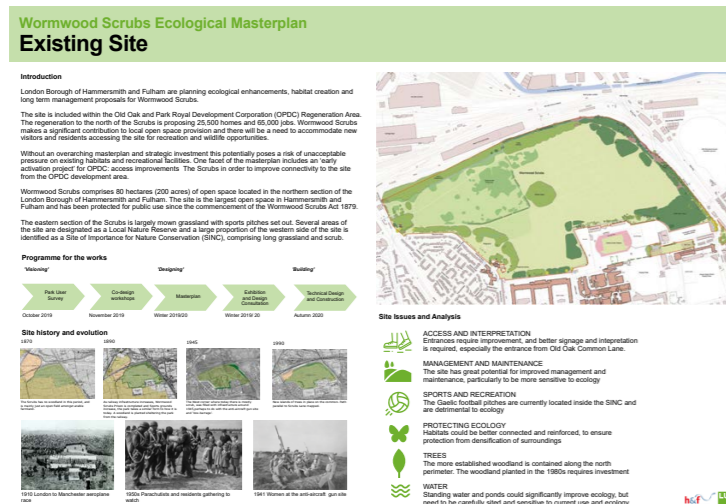 Wormwood Scrubs Ecological Masterplan
Existing Site
Introduction
London Borough of Hammersmith and Fulham are planning ecological enhancements, habitat creation and
long term management proposals for Wormwood Scrubs.
The site is included within the Old Oak and Park Royal Development Corporation (OPDC) Regeneration Area.
The regeneration to the north of the Scrubs is proposing 25,500 homes and 65,000 jobs. Wormwood Scrubs
makes a significant contribution to local open space provision and there will be a need to accommodate new
visitors and residents accessing the site for recreation and wildlife opportunities.
Without an overarching masterplan and strategic investment this potentially poses a risk of unacceptable
pressure on existing habitats and recreational facilities. One facet of the masterplan includes an 'early
activation project' for OPDC: access improvements The Scrubs in order to improve connectivity to the site
from the OPDC development area.
Wormwood Scrubs comprises 80 hectares (200 acres) of open space located in the northern section of the
London Borough of Hammersmith and Fulham. The site is the largest open space in Hammersmith and
Fulham and has been protected for public use since the commencement of the Wormwood Scrubs Act 1879.
The eastern section of the Scrubs is largely mown grassland with sports pitches set out. Several areas of
the site are designated as a Local Nature Reserve and a large proportion of the western side of the site is
identified as a Site of Importance for Nature Conservation (SINC), comprising long grassland and scrub.
Programme for the works
'Visioning'
'Designing'
'Building'
Park User
Survey
Co-design
workshops
Masterplan
Exhibition
and Design
Consultation
Technical Design
and Construction
October 2019
November 2019
Winter 2019/20
Winter 2019/ 20
Autumn 2020
Site history and evolution
1870
1890
1945
1990
1910 London to Manchester aeroplane
race
1950s Parachutists and residents gathering to
watch
1941 Women at the anti-aircraft gun site
Wormwood Scrubs
Site Issues and Analysis
ACCESS AND INTERPRETATION
Entrances require improvement, and better signage and intepretation
is required, especially the entrance from Old Oak Common Lane.
MANAGEMENT AND MAINTENANCE
The site has great potential for improved management and
maintenance, particularly to be more sensitive to ecology
SPORTS AND RECREATION
The Gaelic football pitches are currently located inside the SINC and
are detrimental to ecology
PROTECTING ECOLOGY
Habitats could be better connected and reinforced, to ensure
protection from densification of surroundings
TREES
The more established woodland is contained along the north
perimeter. The woodland planted in the 1980s requires investment
WATER
Standing water and ponds could significantly improve ecology, but
need to be carefully sited and sensitive to current use and ecology
h&f